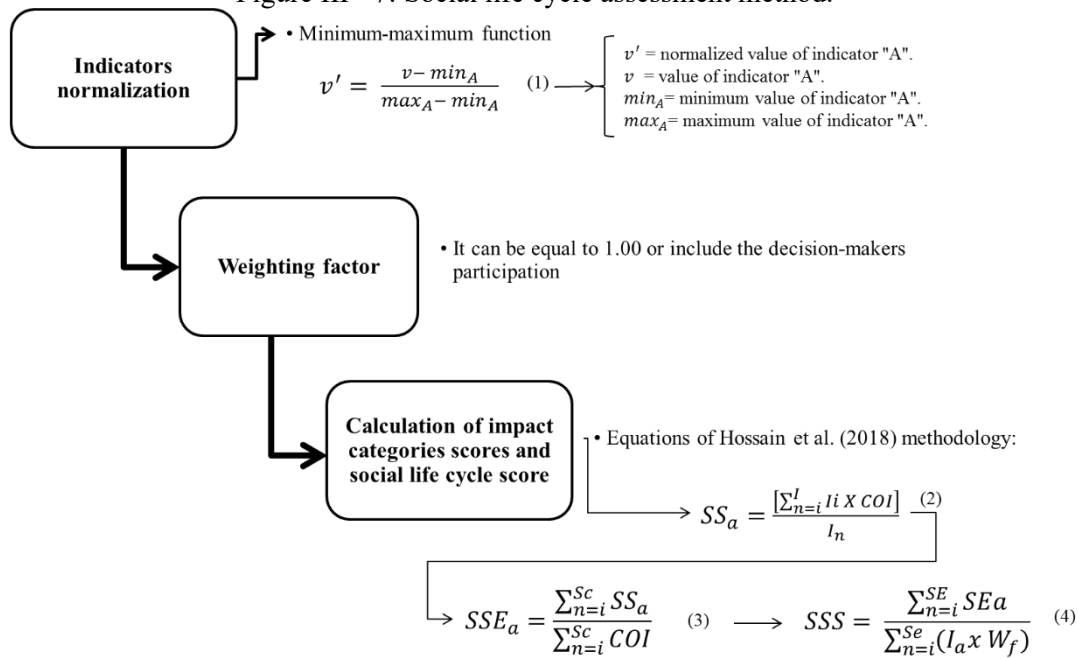 Figure III - 7: Social life cycle assessment method.
Indicators
normalization
• Minimum-maximum function
v′ = (v − min_A) / (max_A − min_A) (1)
v′ = normalized value of indicator "A".
v = value of indicator "A".
min_A= minimum value of indicator "A".
max_A= maximum value of indicator "A".
Weighting factor
• It can be equal to 1.00 or include the decision-makers
participation
Calculation of impact
categories scores and
social life cycle score
• Equations of Hossain et al. (2018) methodology:
SS_a = [∑_{n=i}^{I} Ii X COI] / I_n (2)
SSE_a = ∑_{n=i}^{Sc} SS_a / ∑_{n=i}^{Sc} COI (3)
SSS = ∑_{n=i}^{SE} SEa / ∑_{n=i}^{Se} (I_a x W_f) (4)